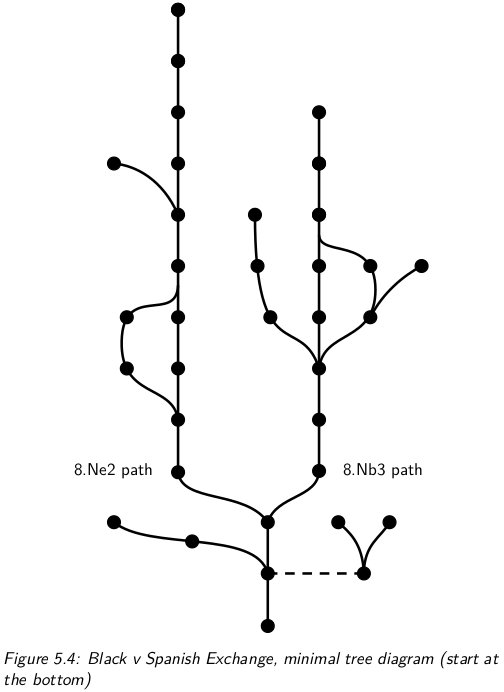 8.Ne2 path
8.Nb3 path
Figure 5.4: Black v Spanish Exchange, minimal tree diagram (start at
the bottom)